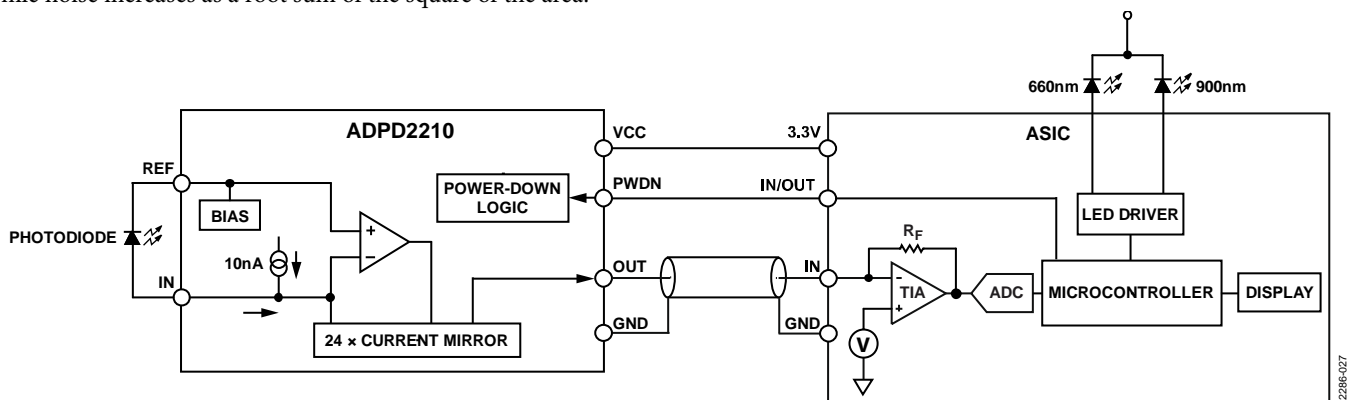 noise increases as a root sum of the square of the area.
660nm
900nm
ADPD2210
ASIC
VCC
3.3V
REF
POWER-DOWN
LOGIC
PWDN
IN/OUT
LED DRIVER
BIAS
PHOTODIODE
+
−
10nA
RF
IN
OUT
IN
−
TIA
+
ADC
MICROCONTROLLER
DISPLAY
GND
GND
24 × CURRENT MIRROR
V
2286-027